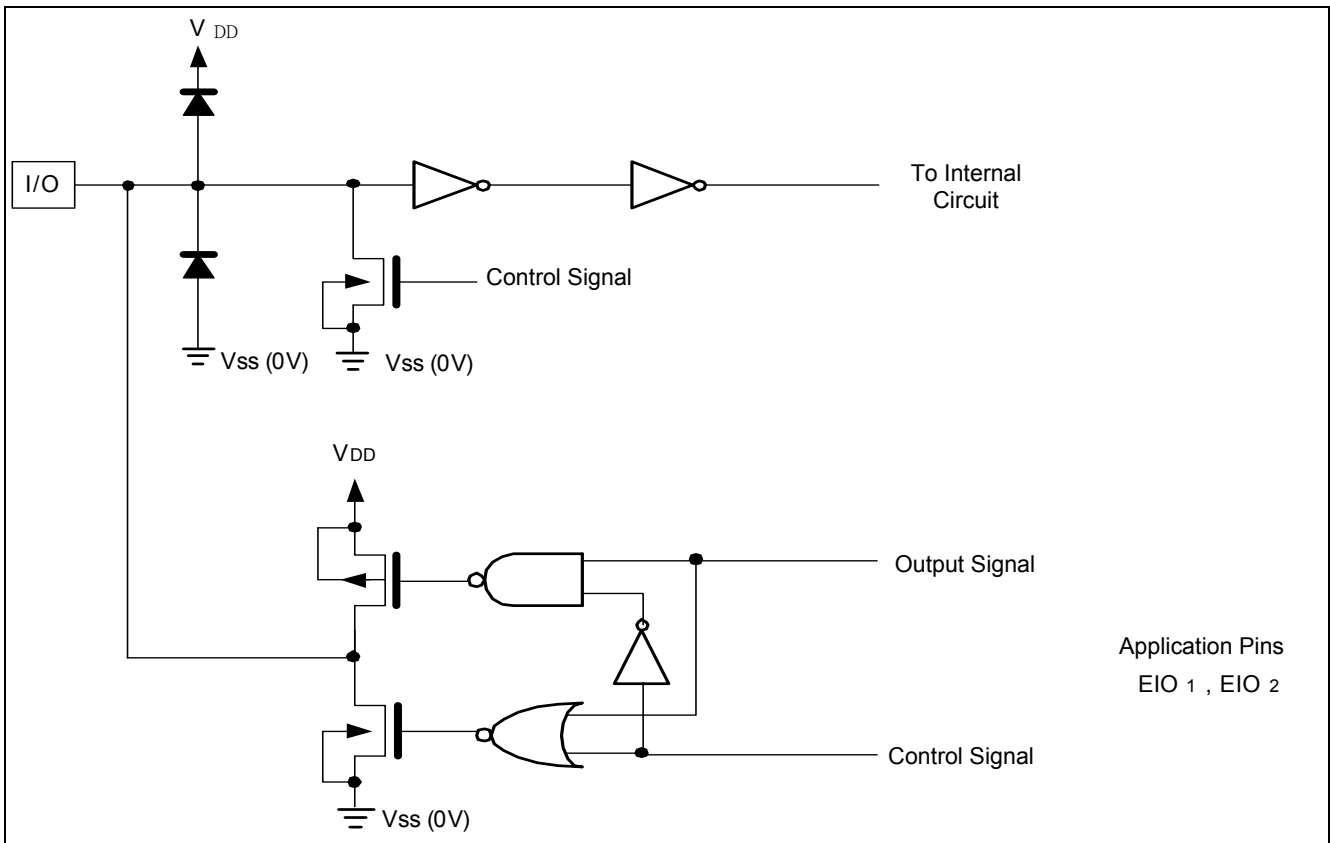 V DD
I/O
To Internal
Circuit
Control Signal
Vss (0V)
Vss (0V)
VDD
Output Signal
Application Pins
EIO 1 , EIO 2
Control Signal
Vss (0V)